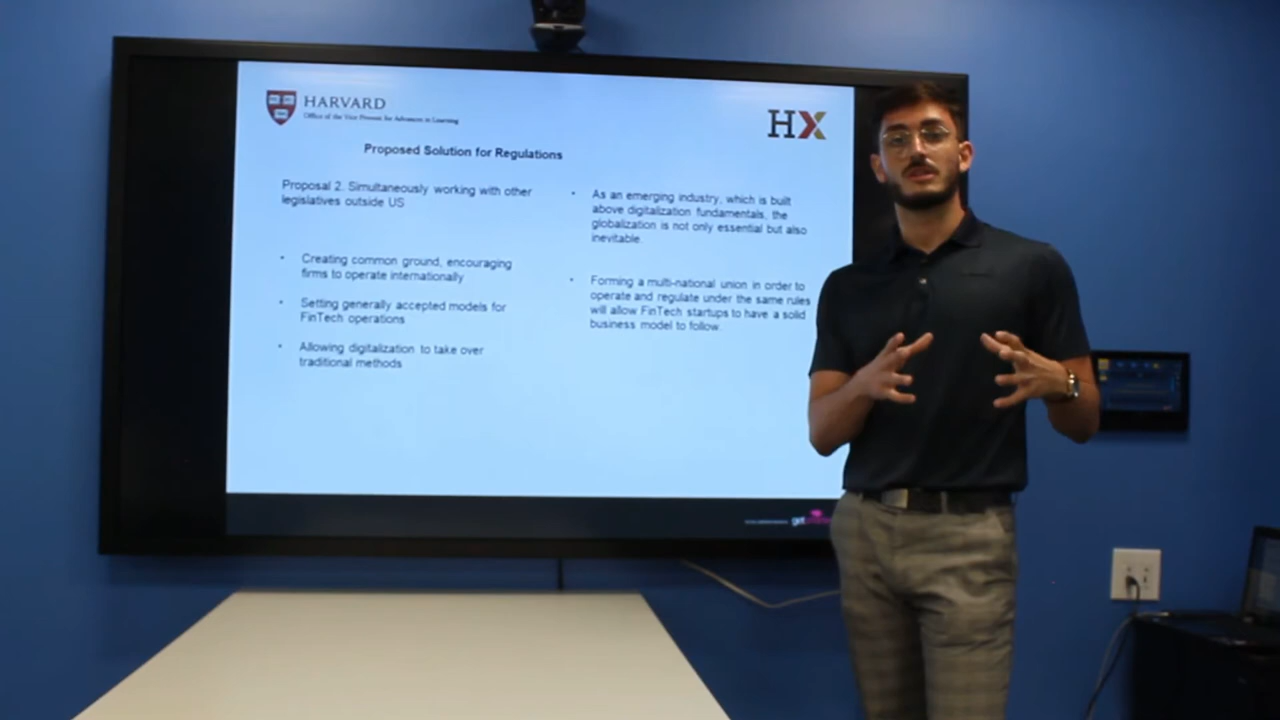 HARVARD
Office of the Vice Provost for Advances in Learning
HX
Proposed Solution for Regulations
Proposal 2. Simultaneously working with other
legislatives outside US
• Creating common ground, encouraging
firms to operate internationally
• Setting generally accepted models for
FinTech operations
• Allowing digitalization to take over
traditional methods
• As an emerging industry, which is built
above digitalization fundamentals, the
globalization is not only essential but also
inevitable.
• Forming a multi-national union in order to
operate and regulate under the same rules
will allow FinTech startups to have a solid
business model to follow.